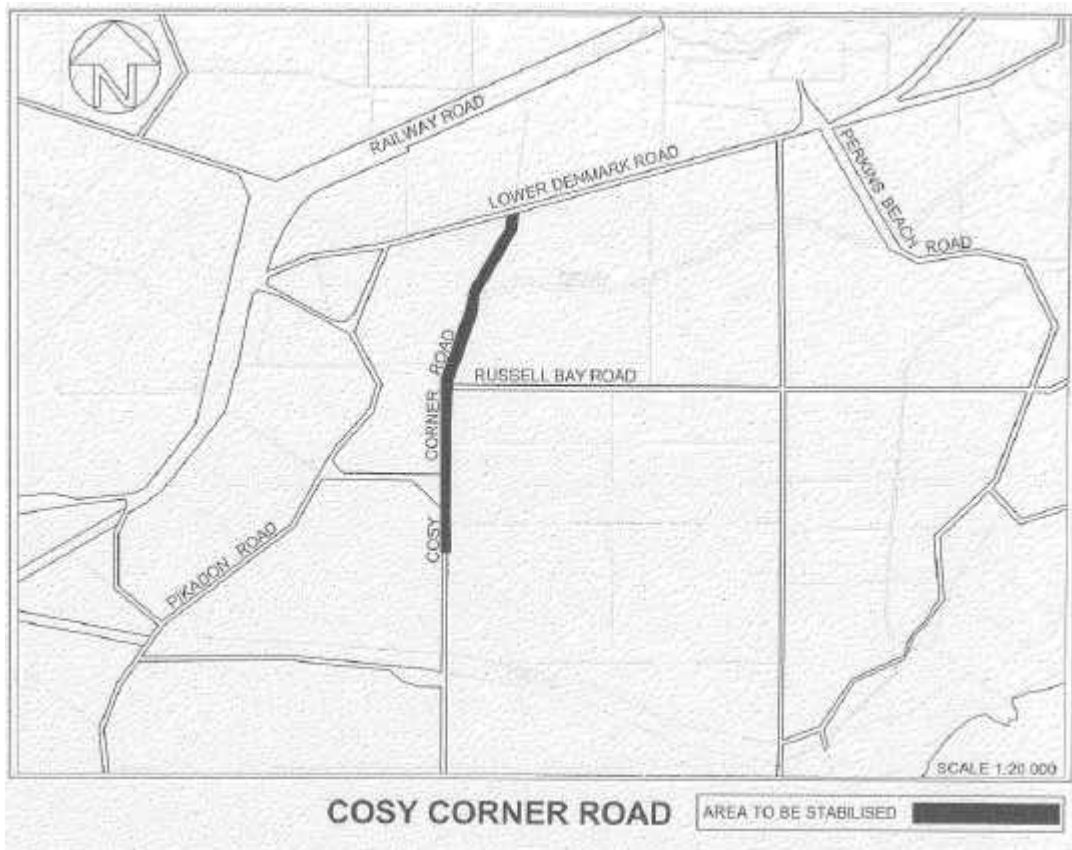 N
RAILWAY ROAD
LOWER DENMARK ROAD
PERKINS BEACH ROAD
COSY CORNER ROAD
RUSSELL BAY ROAD
PIKADON ROAD
SCALE 1:20 000
COSY CORNER ROAD
AREA TO BE STABILISED